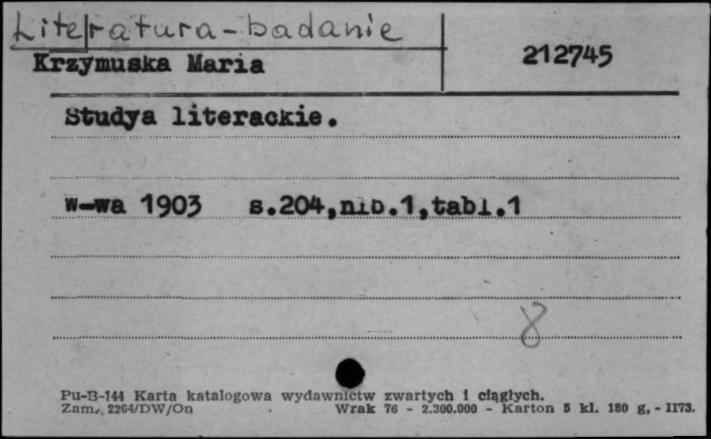 Literatura-badanie
Krzymuska Maria
212745
Studya literackie.
W-wa 1903 s.204,nlb.1,tabl.1
8
Pu-B-144 Karta katalogowa wydawnictw zwartych i ciągłych.
Zam. 2264/DW/On Wrak 76 - 2.300.000 - Karton 5 kl. 180 g, - II73.